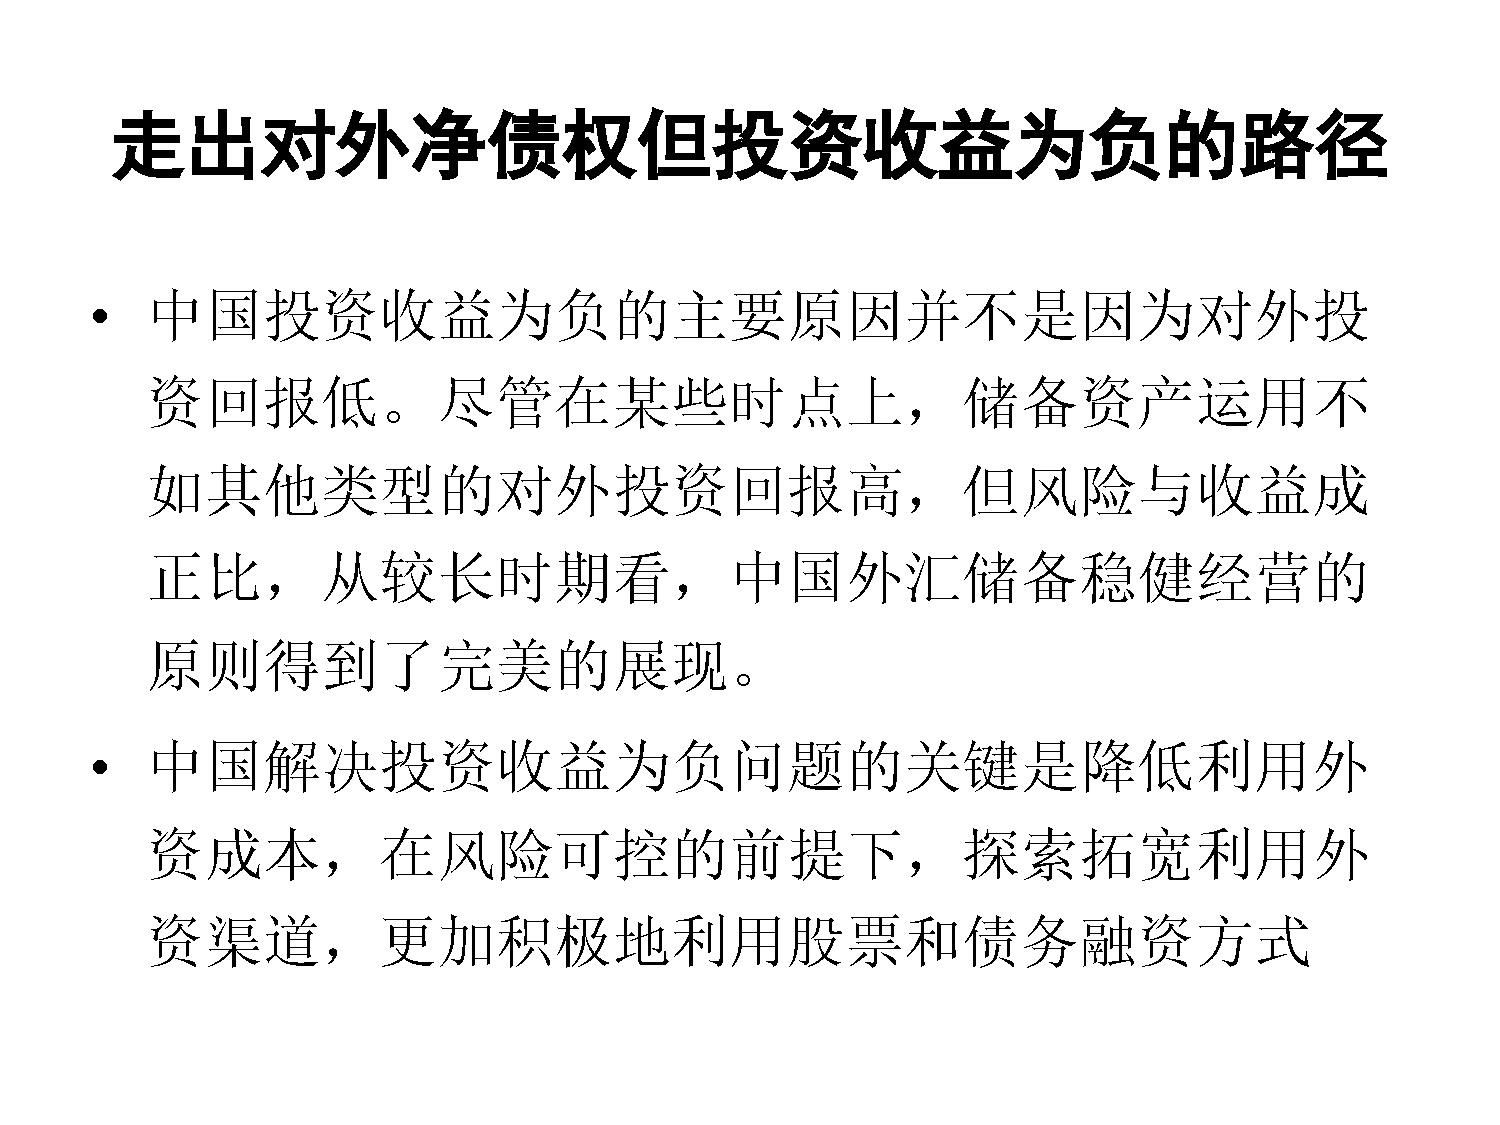 走出对外净债权但投资收益为负的路径
• 中国投资收益为负的主要原因并不是因为对外投
资回报低。尽管在某些时点上，储备资产运用不
如其他类型的对外投资回报高，但风险与收益成
正比，从较长时期看，中国外汇储备稳健经营的
原则得到了完美的展现。
• 中国解决投资收益为负问题的关键是降低利用外
资成本，在风险可控的前提下，探索拓宽利用外
资渠道，更加积极地利用股票和债务融资方式